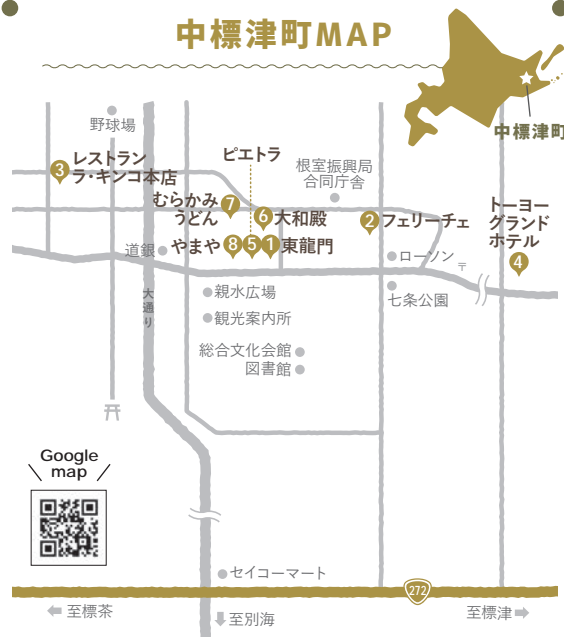 中標津町MAP
中標津町
野球場
3
レストラン
ラ・キンコ本店
ピエトラ
根室振興局
合同庁舎
むらかみ
うどん
7
6 大和殿
2 フェリーチェ
トーヨー
グランド
ホテル
4
道銀
やまや 8 5 1 東龍門
ローソン
〒
大通り
親水広場
七条公園
観光案内所
総合文化会館
図書館
Google
map
セイコーマート
272
至標茶
至別海
至標津